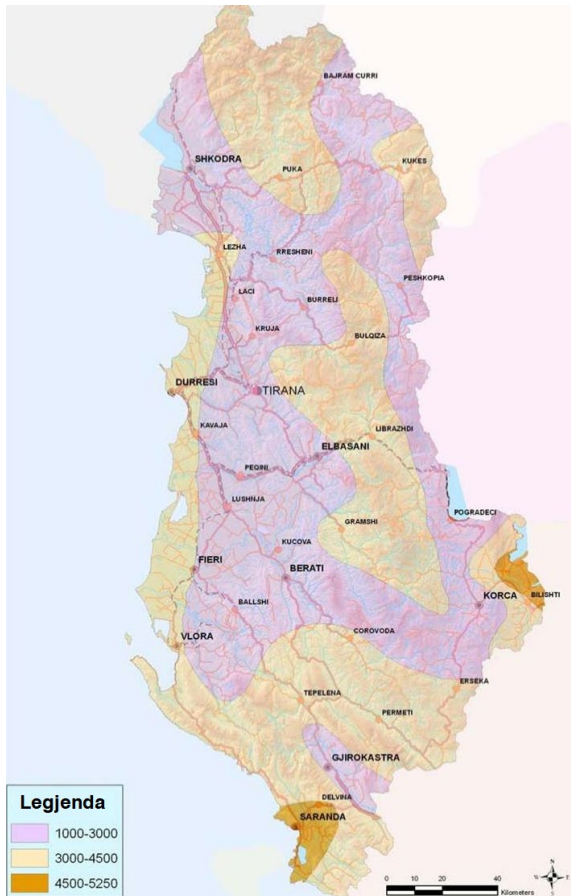 BAJRAM CURRI
SHKODRA
KUKES
PUKA
LEZHA
RRESHENI
PESHKOPIA
LACI
BURRELI
KRUJA
BULQIZA
DURRESI
TIRANA
KAVAJA
LIBRAZHDI
ELBASANI
PEQINI
LUSHNJA
POGRADECI
GRAMSHI
KUCOVA
FIERI
BERATI
BILISHTI
KORCA
BALLSHI
VLORA
COROVODA
ERSEKA
TEPELENA
PERMETI
GJIROKASTRA
DELVINA
SARANDA
Legjenda
1000-3000
3000-4500
4500-5250
0 10 20 40
Kilometers
N
S